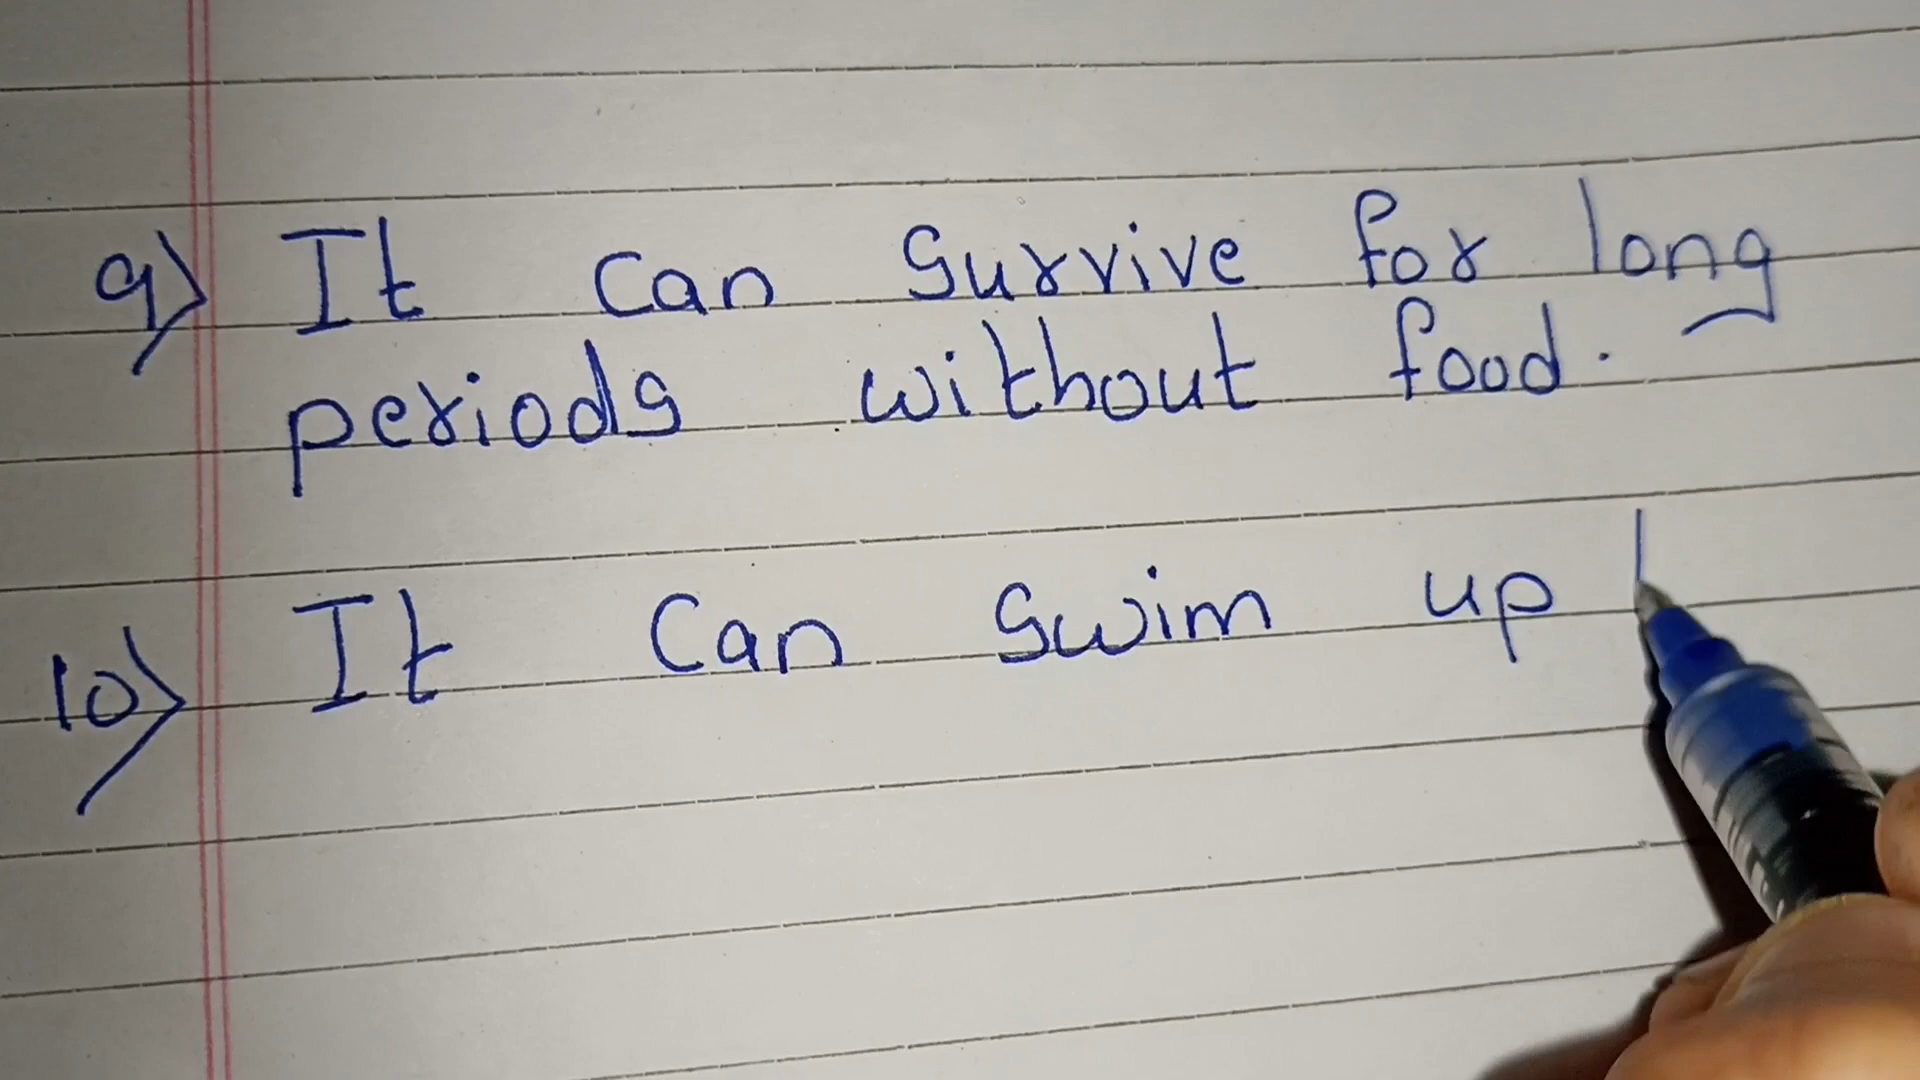 9) It can survive for long
periods without food.
10) It can swim up